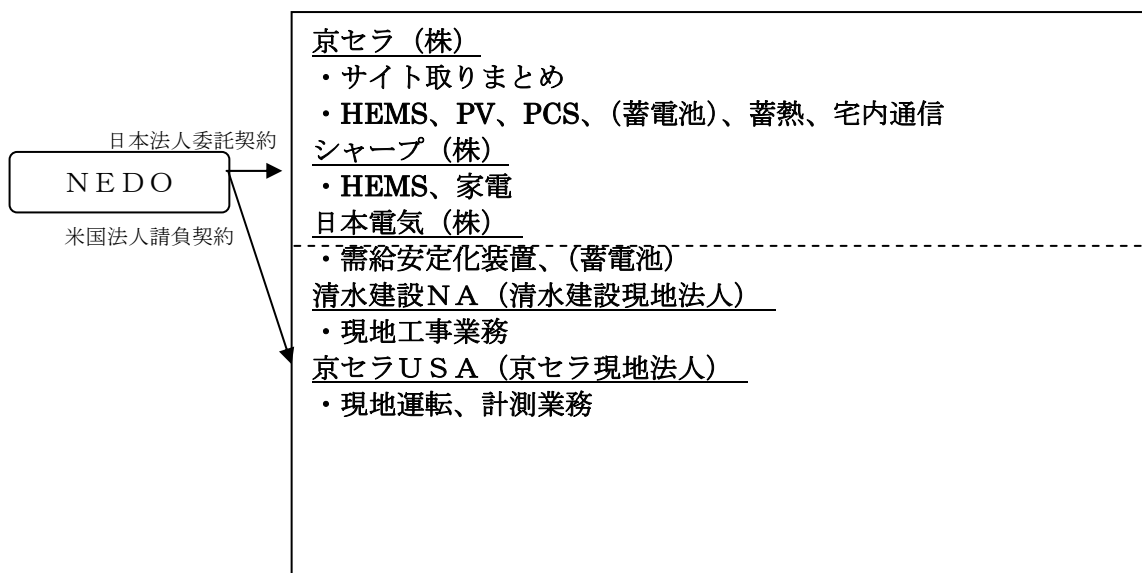 京セラ（株）
・サイト取りまとめ
・HEMS、PV、PCS、（蓄電池）、蓄熱、宅内通信
日本法人委託契約
シャープ（株）
NEDO
・HEMS、家電
日本電気（株）
米国法人請負契約
・需給安定化装置、（蓄電池）
清水建設NA（清水建設現地法人）
・現地工事業務
京セラUSA（京セラ現地法人）
・現地運転、計測業務